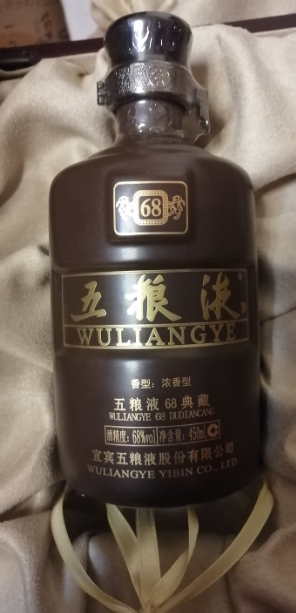 68
五粮液
WULIANGYE
香型：浓香型
五粮液68典藏
WULIANGYE 68 DUDIANCANG
酒精度：68%vol 净含量：450ml
宜宾五粮液股份有限公司
WULIANGYE YIBIN CO., LTD.